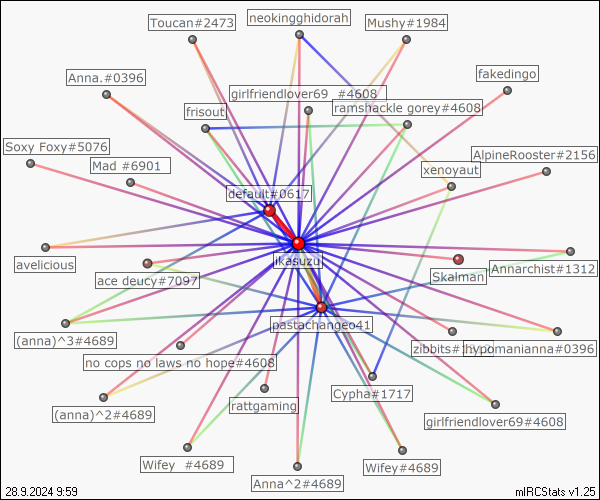 Toucan#2473
neokingghidorah
Mushy#1984
Anna.#0396
fakedingo
girlfriendlover69 _#4608
frisout
ramshackle gorey#4608
Soxy Foxy#5076
Mad #6901
xenoyaut
AlpineRooster#2156
default#0617
avelicious
ikasuzu
ace deucy#7097
Skalman
Annarchist#1312
pastachangeo41
(anna)^3#4689
no cops no laws no hope#4608
hypomanianna#0396
Cypha#1717
(anna)^2#4689
rattgaming
girlfriendlover69#4608
Wifey _#4689
Wifey#4689
Anna^2#4689
28.9.2024 9:59
mIRCStats v1.25